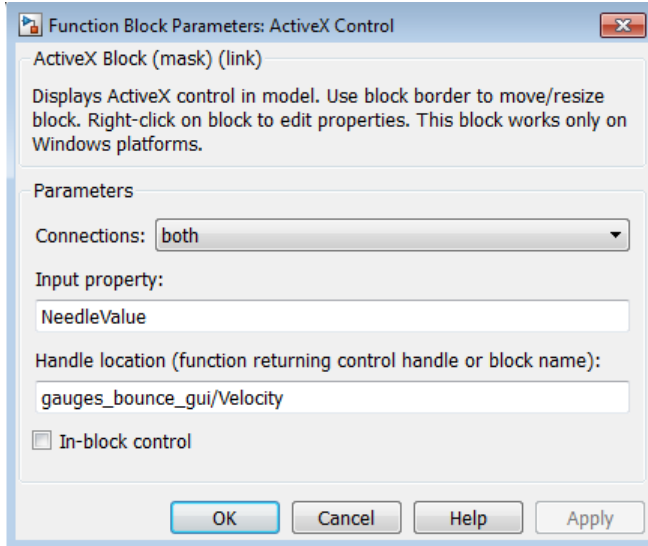 Function Block Parameters: ActiveX Control
ActiveX Block (mask) (link)
Displays ActiveX control in model. Use block border to move/resize
block. Right-click on block to edit properties. This block works only on
Windows platforms.
Parameters
Connections: both
Input property:
NeedleValue
Handle location (function returning control handle or block name):
gauges_bounce_gui/Velocity
In-block control
OK Cancel Help Apply